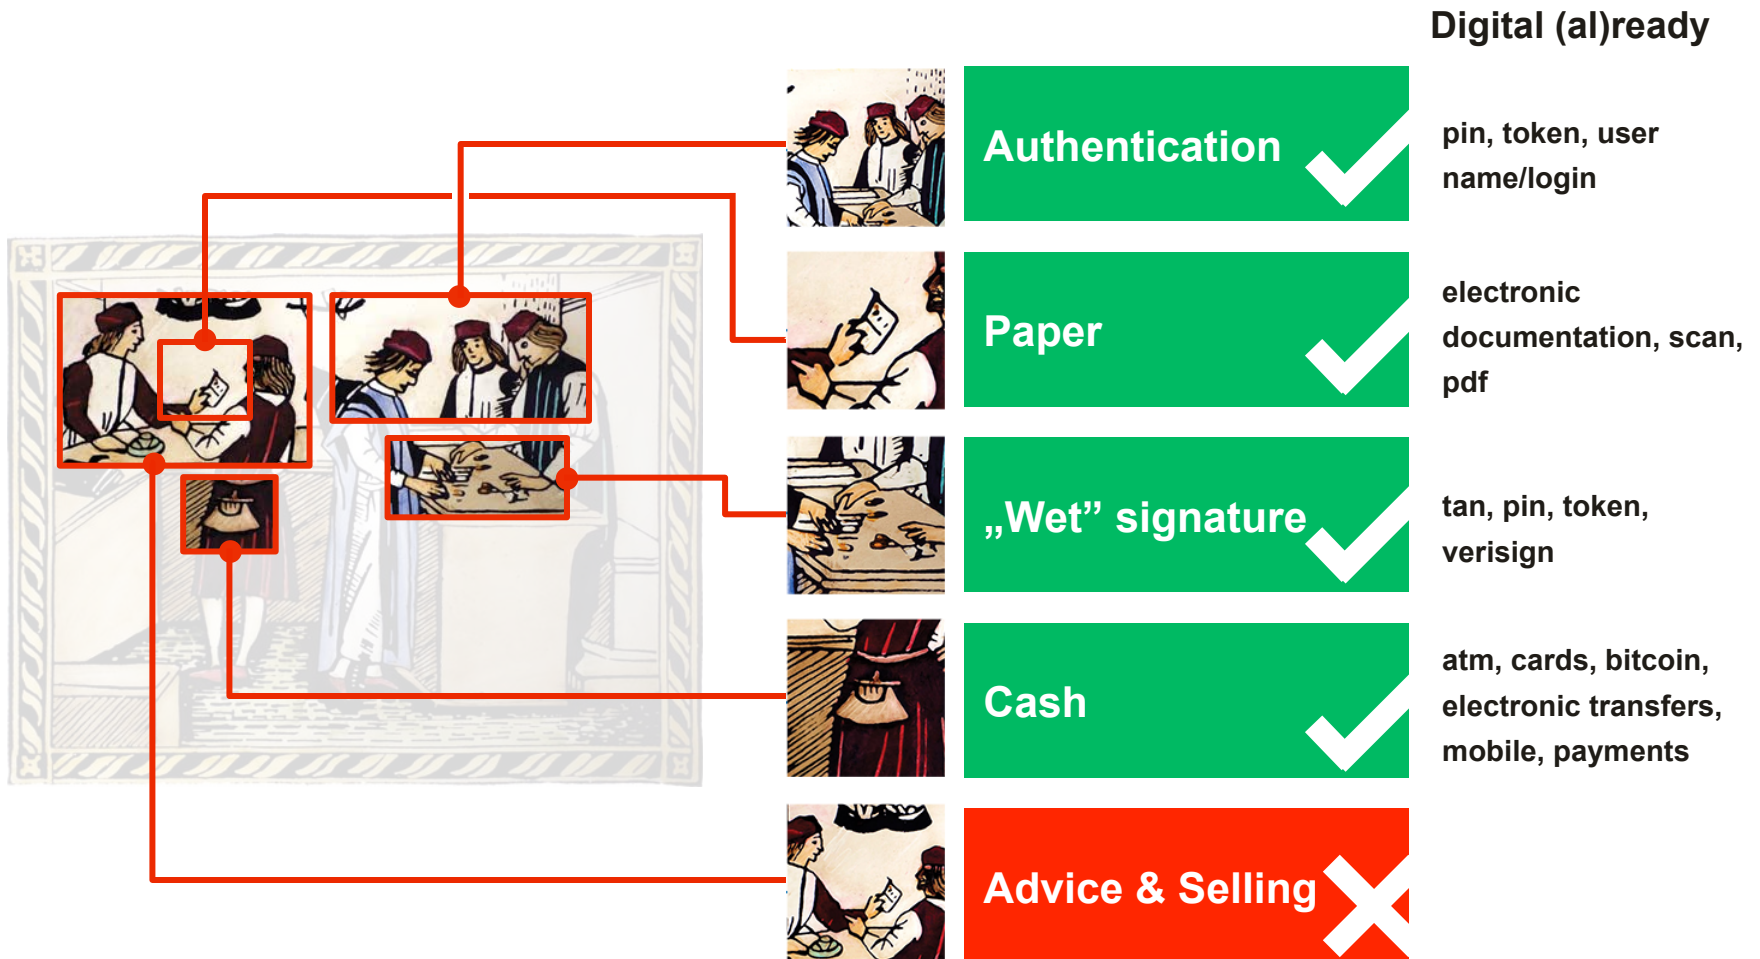 Digital (al)ready
Authentication
pin, token, user
name/login
Paper
electronic
documentation, scan,
pdf
„Wet” signature
tan, pin, token,
verisign
Cash
atm, cards, bitcoin,
electronic transfers,
mobile, payments
Advice & Selling